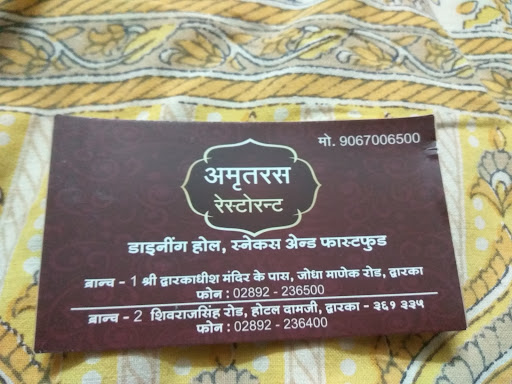 मो. 9067006500
अमृतरस
रेस्टोरन्ट
डाइनींग होल, स्नेकस अेन्ड फास्टफुड
ब्रान्च - 1 श्री द्वारकाधीश मंदिर के पास, जोधा माणेक रोड, द्वारका
फोन : 02892 - 236500
ब्रान्च - 2 शिवराजसिंह रोड, होटल दामजी, द्वारका - ३६१ ३३५
फोन : 02892 - 236400